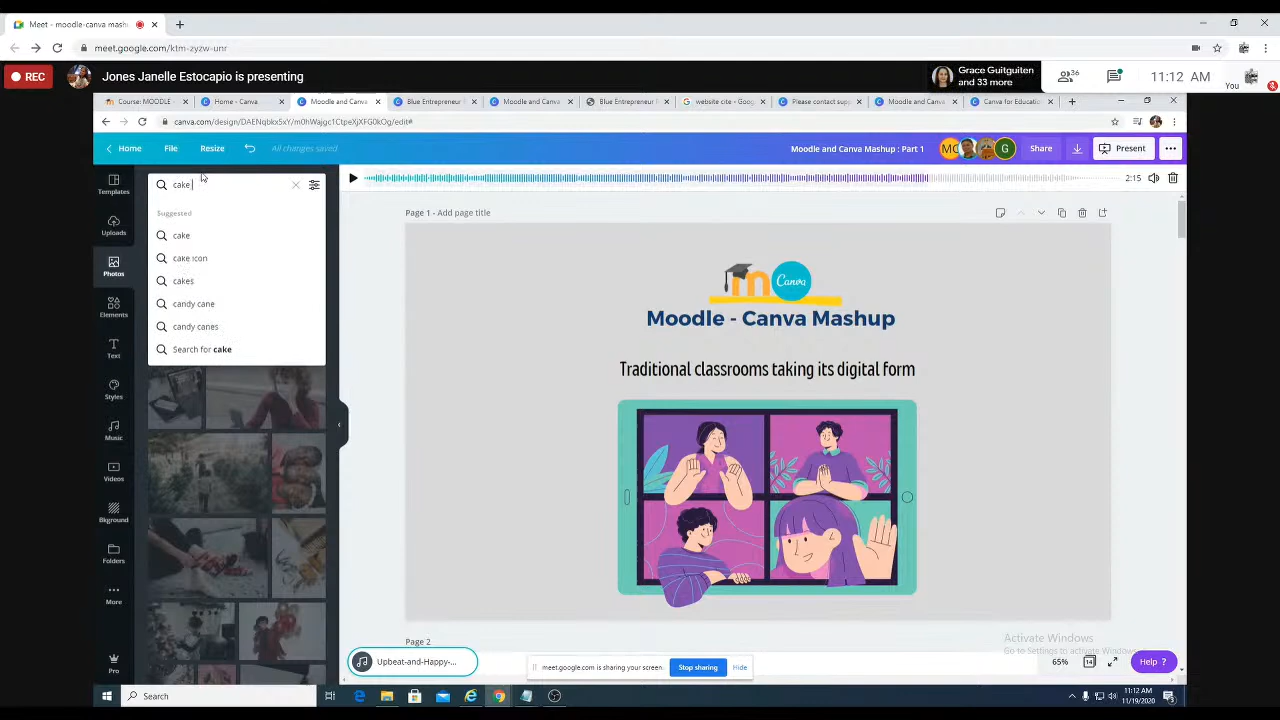 Meet - moodle-canva mashu
meet.google.com/ktm-zyzw-unr
REC
Jones Janelle Estocapio is presenting
Grace Guitguiten
and 33 more
36
11:12 AM
You
Course: MOODLE -
Home - Canva
Moodle and Canva
Blue Entrepreneur
Moodle and Canva
Blue Entrepreneur
website cite - Goog
Please contact supp
Moodle and Canva
Canva for Educatio
Home
File
Resize
All changes saved
Moodle and Canva Mashup : Part 1
MC
G
Share
Present
Templates
Uploads
Photos
Elements
Text
Styles
Music
Videos
Bkground
Folders
More
Pro
cake
Suggested
cake
cake icon
cakes
candy cane
candy canes
Search for cake
2:15
Page 1 - Add page title
m
Canva
Moodle - Canva Mashup
Traditional classrooms taking its digital form
Page 2
Upbeat-and-Happy-...
meet.google.com is sharing your screen.
Stop sharing
Hide
Activate Windows
Go to Settings to activate Windows.
65%
14
Help ?
Search
11:12 AM
11/19/2020
3